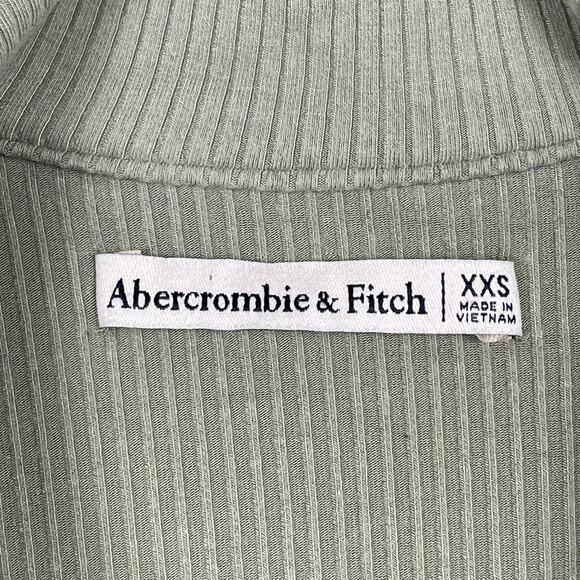 Abercrombie & Fitch
XXS
MADE IN
VIETNAM